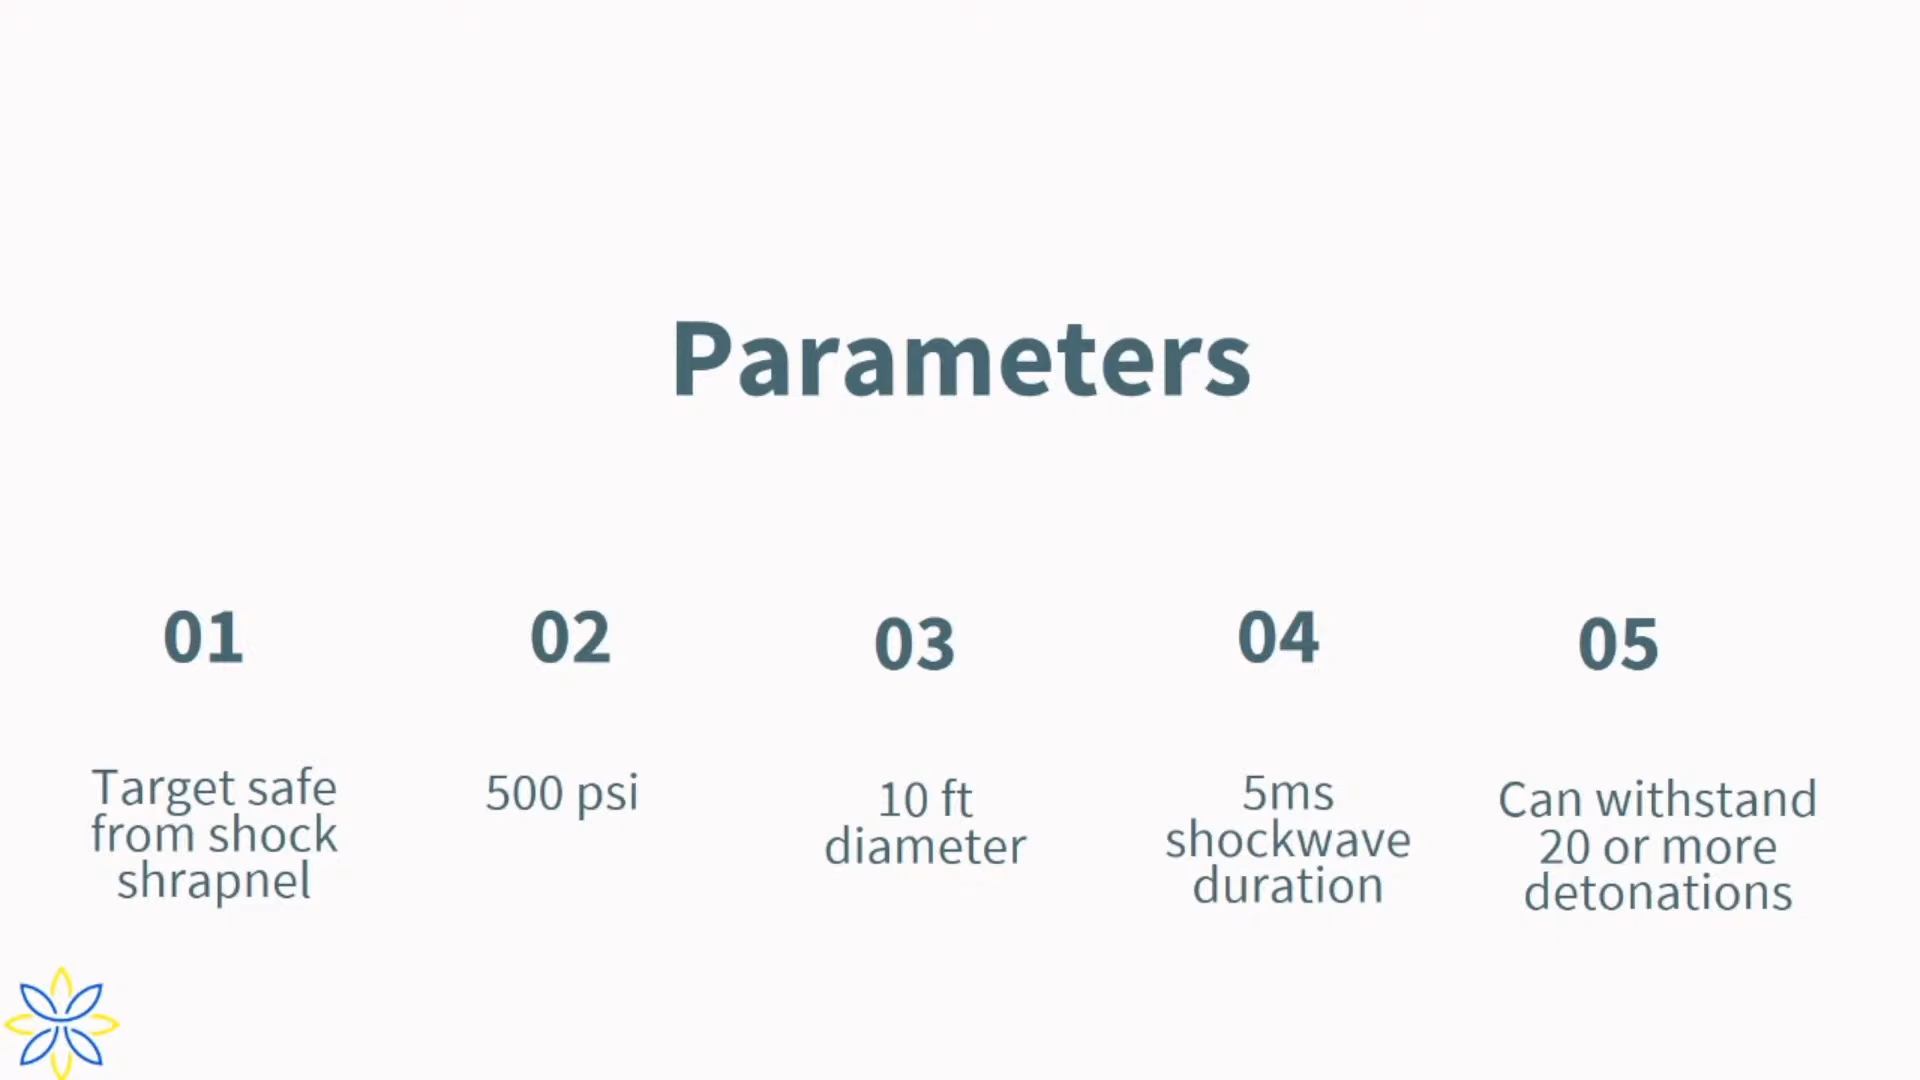 Parameters
01
Target safe
from shock
shrapnel
02
500 psi
03
10 ft
diameter
04
5ms
shockwave
duration
05
Can withstand
20 or more
detonations